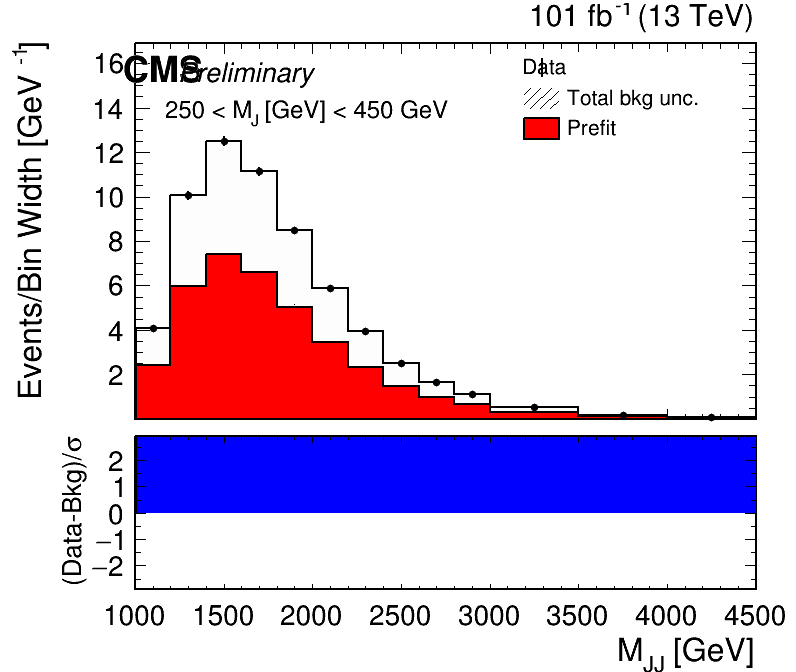 101 fb-1 (13 TeV)
CMS Preliminary
Data
250 < MJ [GeV] < 450 GeV
Total bkg unc.
Prefit
Events/Bin Width [GeV-1]
16
14
12
10
8
6
4
2
(Data-Bkg)/σ
2
1
0
−1
−2
1000 1500 2000 2500 3000 3500 4000 4500
MJJ [GeV]